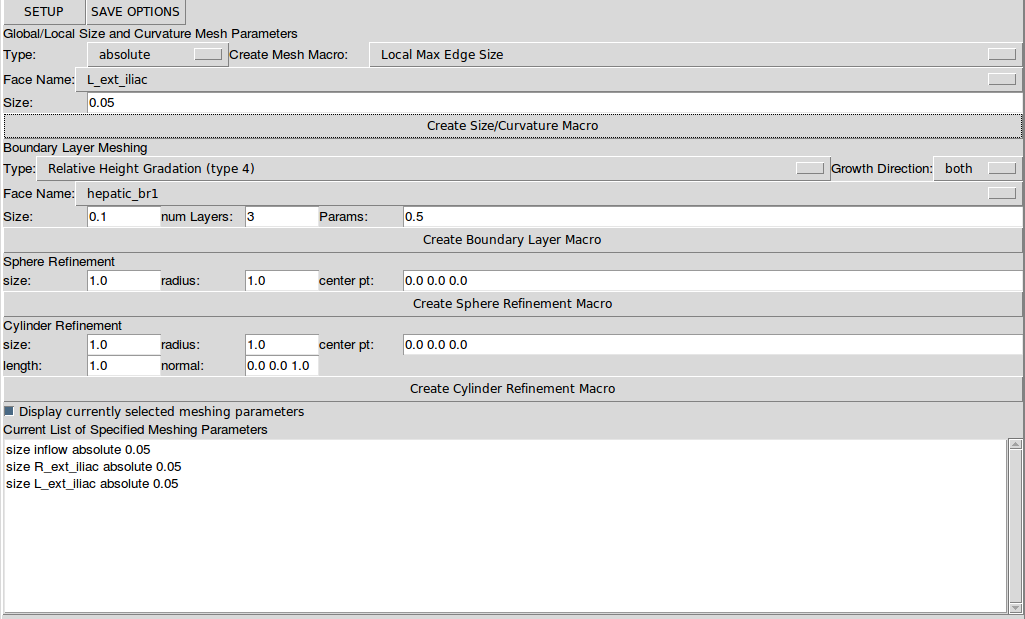 SETUP SAVE OPTIONS
Global/Local Size and Curvature Mesh Parameters
Type: absolute Create Mesh Macro: Local Max Edge Size
Face Name: L_ext_iliac
Size: 0.05
Create Size/Curvature Macro
Boundary Layer Meshing
Type: Relative Height Gradation (type 4) Growth Direction: both
Face Name: hepatic_br1
Size: 0.1 num Layers: 3 Params: 0.5
Create Boundary Layer Macro
Sphere Refinement
size: 1.0 radius: 1.0 center pt: 0.0 0.0 0.0
Create Sphere Refinement Macro
Cylinder Refinement
size: 1.0 radius: 1.0 center pt: 0.0 0.0 0.0
length: 1.0 normal: 0.0 0.0 1.0
Create Cylinder Refinement Macro
Display currently selected meshing parameters
Current List of Specified Meshing Parameters
size inflow absolute 0.05
size R_ext_iliac absolute 0.05
size L_ext_iliac absolute 0.05